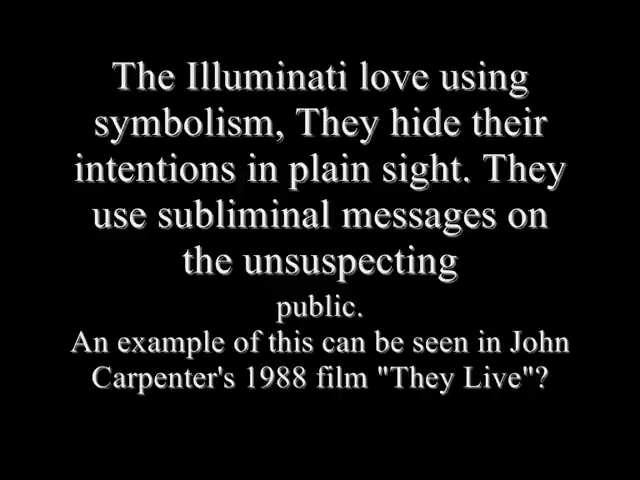 The Illuminati love using
symbolism, They hide their
intentions in plain sight. They
use subliminal messages on
the unsuspecting
public.
An example of this can be seen in John
Carpenter's 1988 film "They Live"?